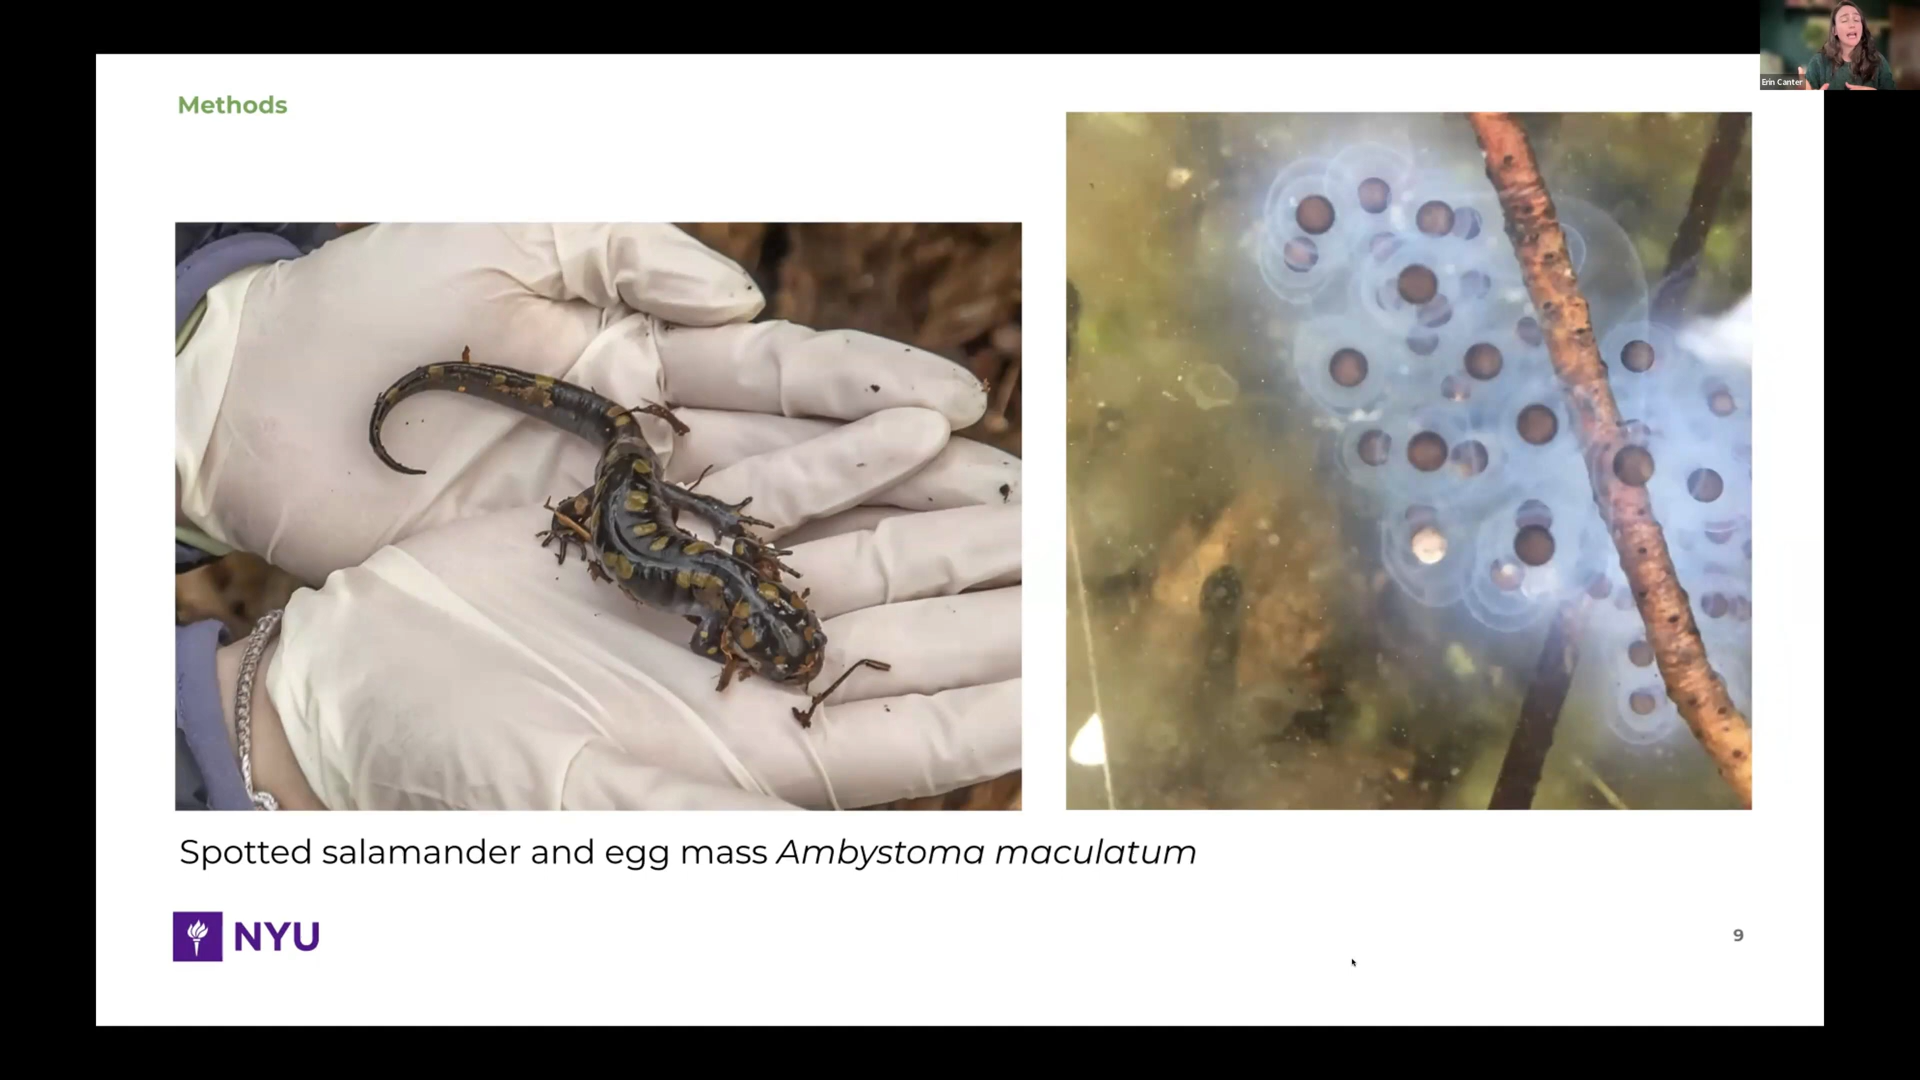 Erin Canter
Methods
Spotted salamander and egg mass Ambystoma maculatum
NYU
9